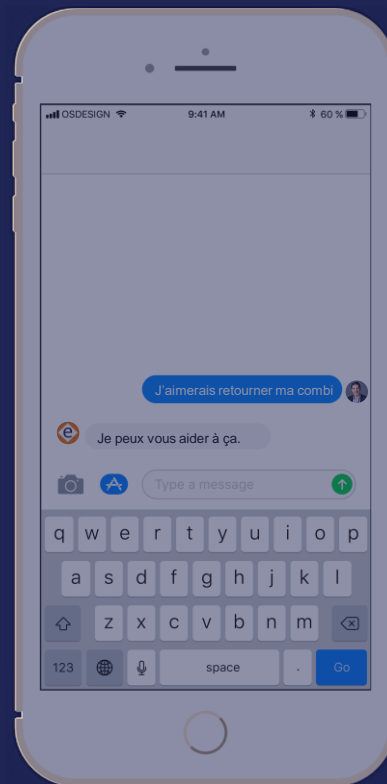 OSDESIGN 9:41 AM 60 %
J'aimerais retourner ma combi
e
Je peux vous aider à ça.
Type a message
q w e r t y u i o p
a s d f g h j k l
z x c v b n m
123 space . Go